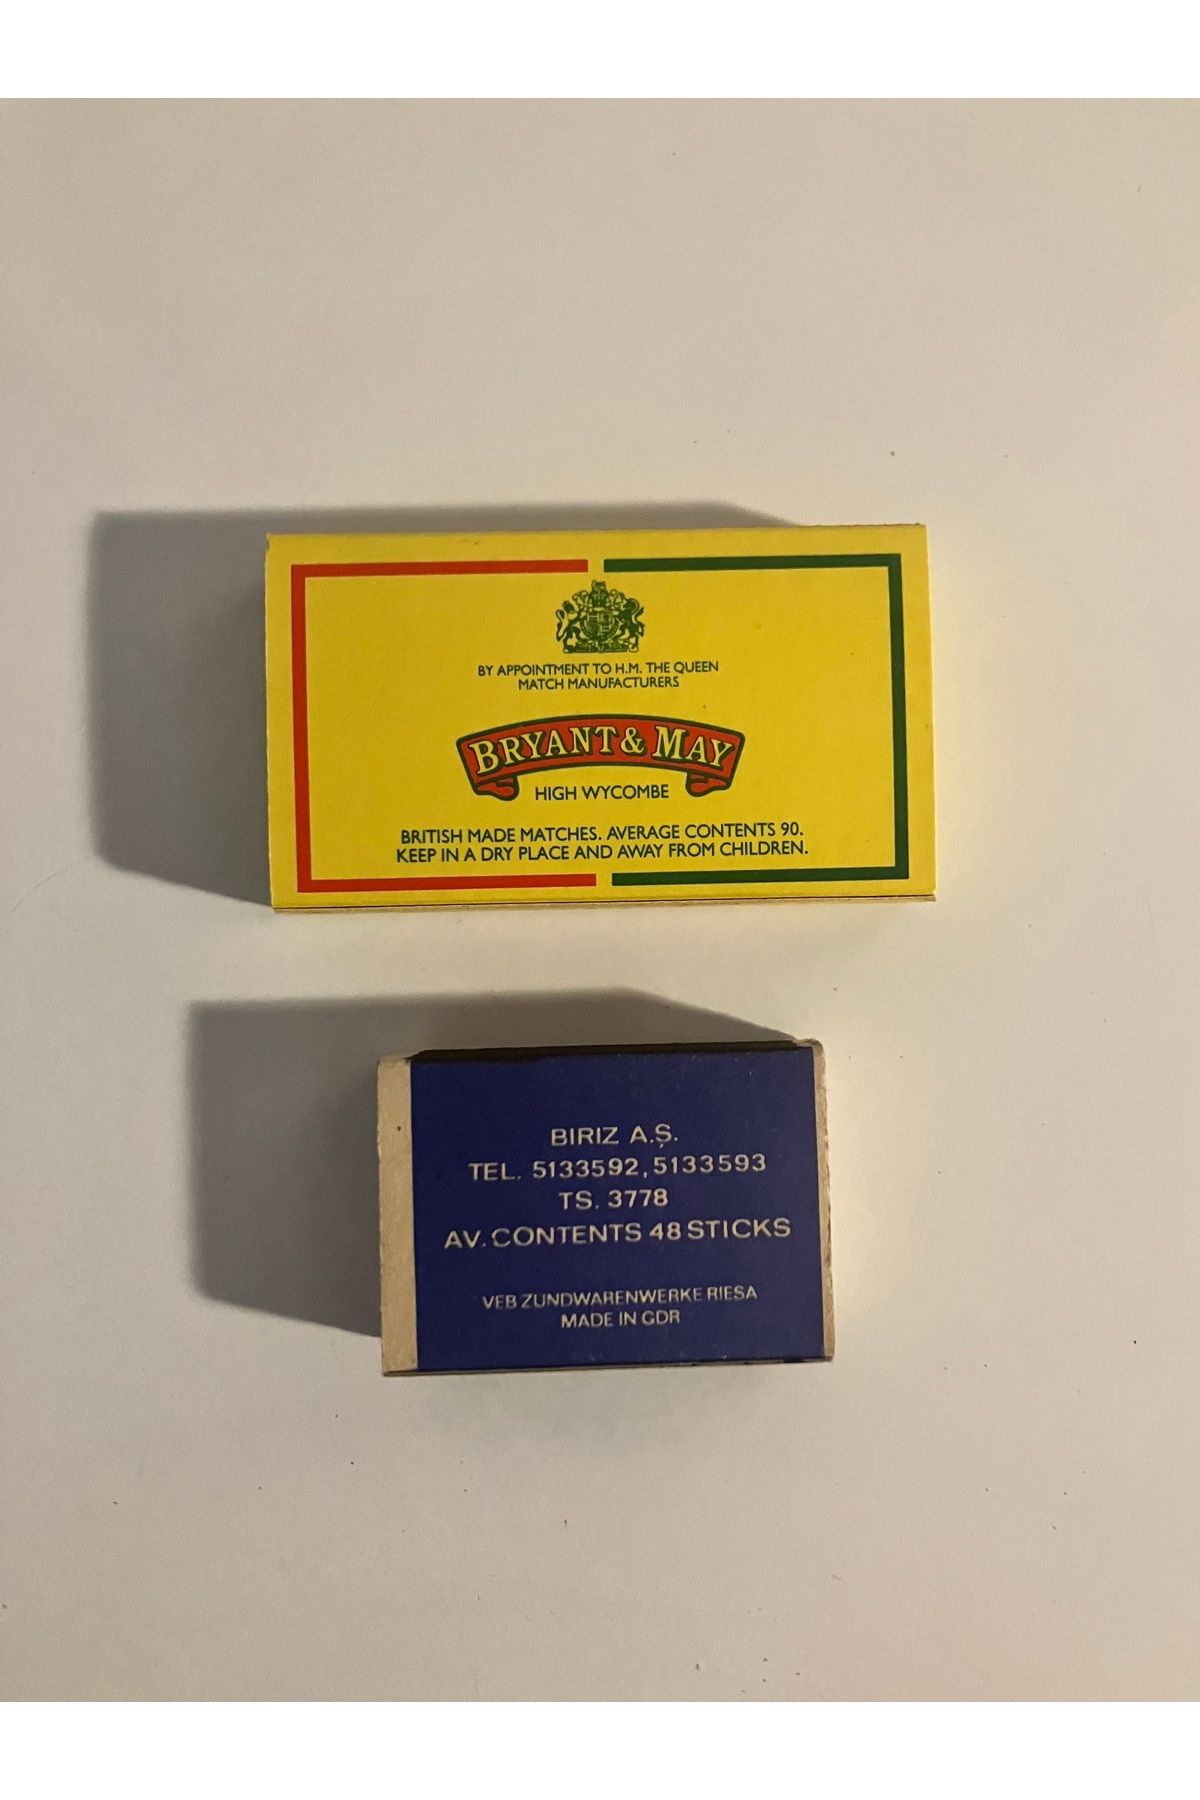 BY APPOINTMENT TO H.M. THE QUEEN
MATCH MANUFACTURERS
BRYANT & MAY
HIGH WYCOMBE
BRITISH MADE MATCHES. AVERAGE CONTENTS 90.
KEEP IN A DRY PLACE AND AWAY FROM CHILDREN.
BIRIZ A.Ş.
TEL. 5133592, 5133593
TS. 3778
AV. CONTENTS 48 STICKS
VEB ZUNDWARENWERKE RIESA
MADE IN GDR